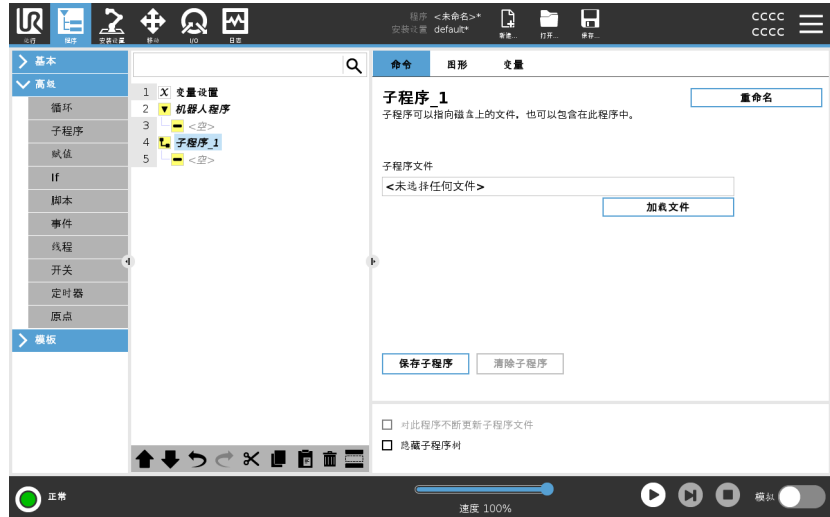 UR
运行
程序
安装设置
移动
I/O
日志
程序 <未命名>*
安装设置 default*
新建...
打开...
保存...
CCCC
CCCC
基本
高级
循环
子程序
赋值
If
脚本
事件
线程
开关
定时器
原点
模板
1 X 变量设置
2 机器人程序
3 <空>
4 子程序_1
5 <空>
命令 图形 变量
子程序_1
重命名
子程序可以指向磁盘上的文件，也可以包含在此程序中。
子程序文件
<未选择任何文件>
加载文件
保存子程序 清除子程序
对此程序不断更新子程序文件
隐藏子程序树
正常
速度 100%
模拟